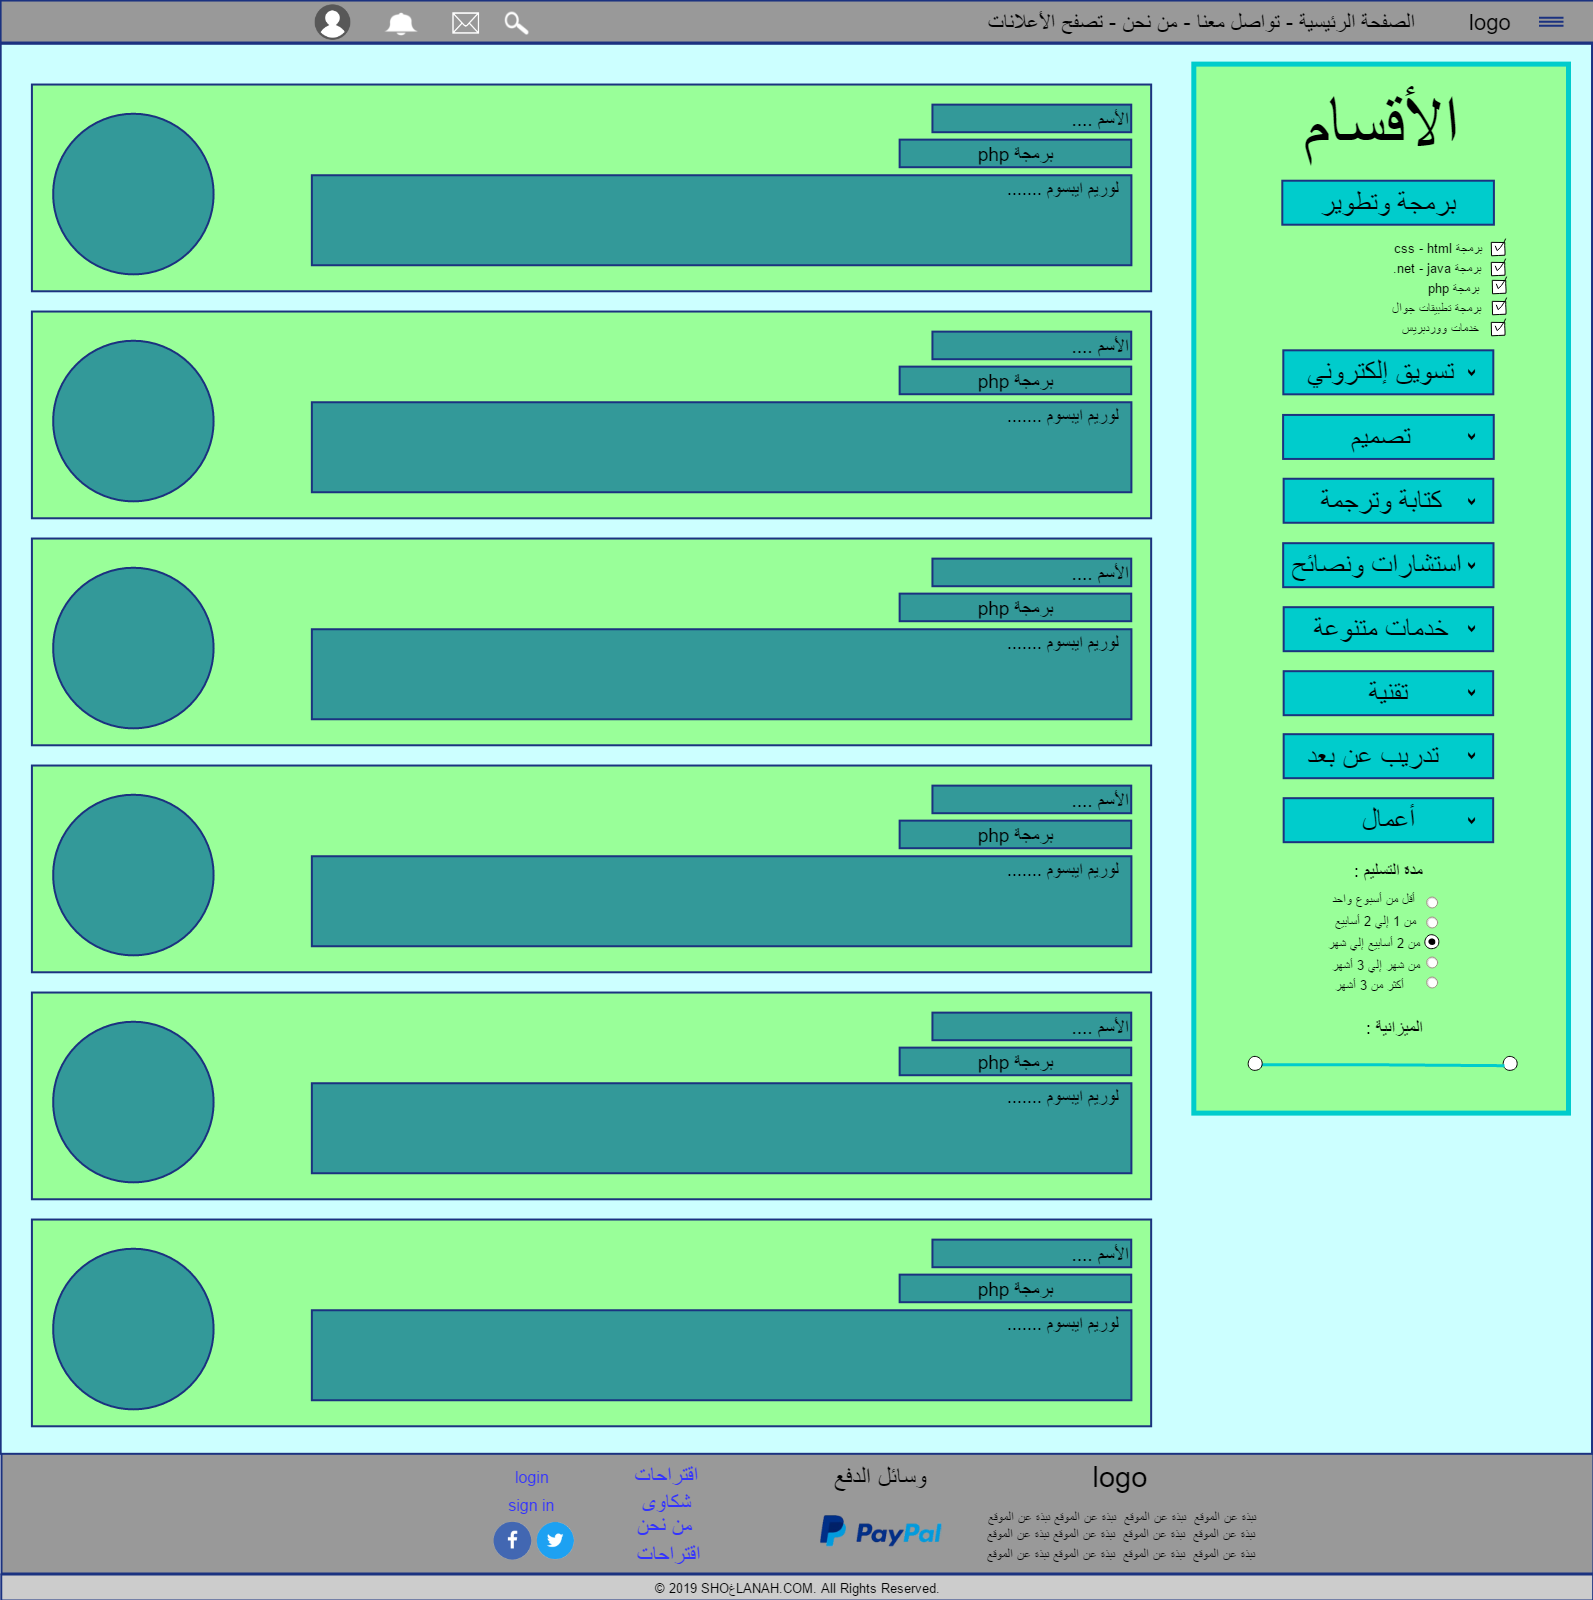 logo
الصفحة الرئيسية - تواصل معنا - من نحن - تصفح الأعلانات
الأقسام
برمجة وتطوير
برمجة css - html
برمجة .net - java
برمجة php
برمجة تطبيقات جوال
خدمات ووردبريس
تسويق إلكتروني
تصميم
كتابة وترجمة
استشارات ونصائح
خدمات متنوعة
تقنية
تدريب عن بعد
أعمال
مدة التسليم :
أقل من أسبوع واحد
من 1 إلي 2 أسابيع
من 2 أسابيع إلي شهر
من شهر إلي 3 أشهر
أكثر من 3 أشهر
الميزانية :
الأسم ....
برمجة php
لوريم ايبسوم .......
الأسم ....
برمجة php
لوريم ايبسوم .......
الأسم ....
برمجة php
لوريم ايبسوم .......
الأسم ....
برمجة php
لوريم ايبسوم .......
الأسم ....
برمجة php
لوريم ايبسوم .......
الأسم ....
برمجة php
لوريم ايبسوم .......
logo
نبذه عن الموقع نبذه عن الموقع نبذه عن الموقع نبذه عن الموقع
نبذه عن الموقع نبذه عن الموقع نبذه عن الموقع نبذه عن الموقع
نبذه عن الموقع نبذه عن الموقع نبذه عن الموقع نبذه عن الموقع
وسائل الدفع
PayPal
اقتراحات
شكاوى
من نحن
اقتراحات
login
sign in
© 2019 SHOغLANAH.COM. All Rights Reserved.